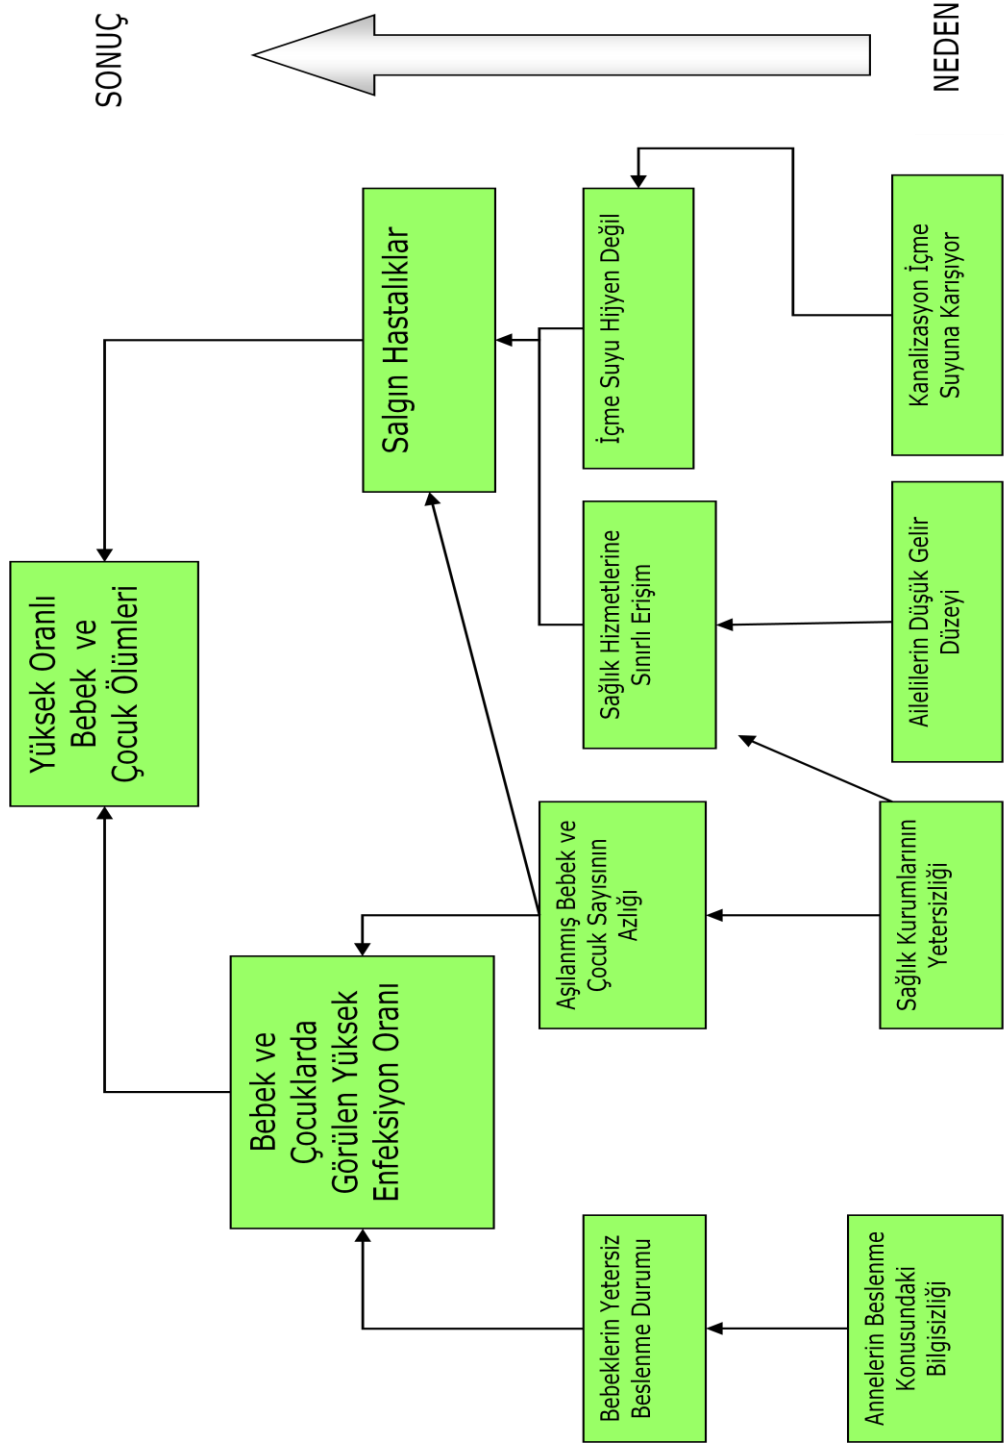 Yüksek Oranlı
Bebek ve
Çocuk Ölümleri
Bebek ve
Çocuklarda
Görülen Yüksek
Enfeksiyon Oranı
Salgın Hastalıklar
Bebeklerin Yetersiz
Beslenme Durumu
Aşılanmış Bebek ve
Çocuk Sayısının
Azlığı
Sağlık Hizmetlerine
Sınırlı Erişim
İçme Suyu Hijyen Değil
Annelerin Beslenme
Konusundaki
Bilgisizliği
Sağlık Kurumlarının
Yetersizliği
Ailelilerin Düşük Gelir
Düzeyi
Kanalizasyon İçme
Suyuna Karışıyor
SONUÇ
NEDEN